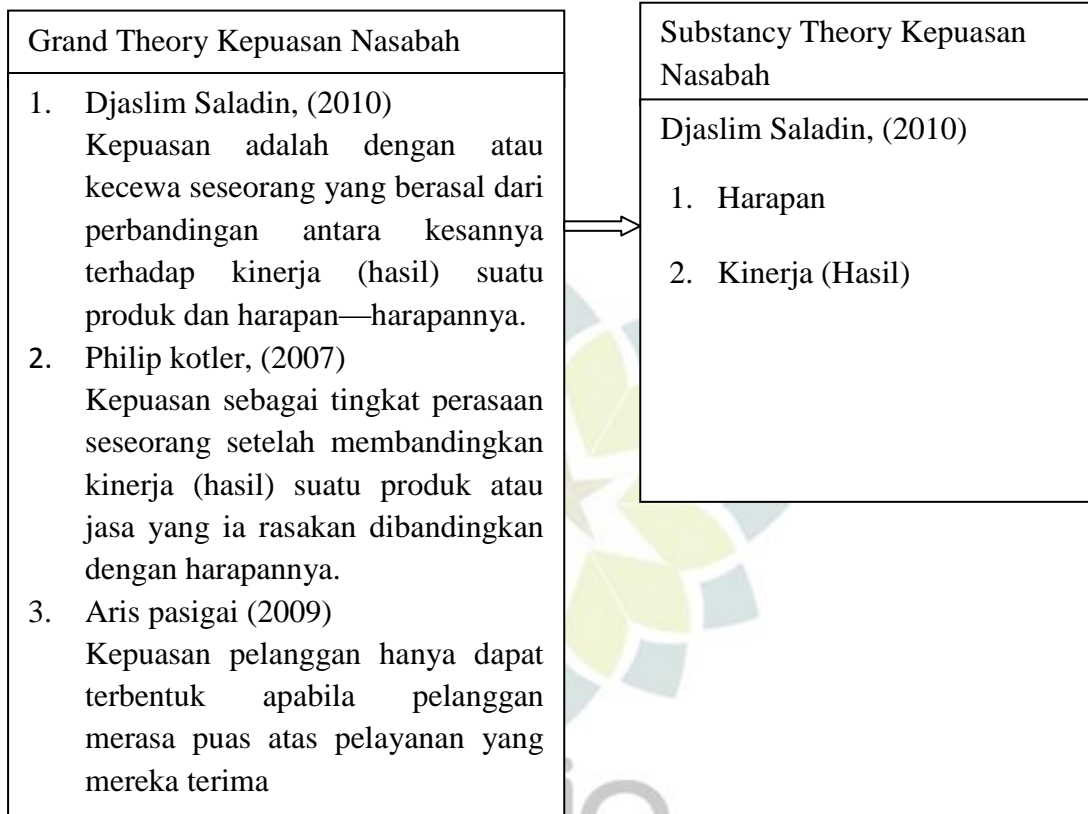 Grand Theory Kepuasan Nasabah
1. Djaslim Saladin, (2010)
Kepuasan adalah dengan atau
kecewa seseorang yang berasal dari
perbandingan antara kesannya
terhadap kinerja (hasil) suatu
produk dan harapan—harapannya.
2. Philip kotler, (2007)
Kepuasan sebagai tingkat perasaan
seseorang setelah membandingkan
kinerja (hasil) suatu produk atau
jasa yang ia rasakan dibandingkan
dengan harapannya.
3. Aris pasigai (2009)
Kepuasan pelanggan hanya dapat
terbentuk apabila pelanggan
merasa puas atas pelayanan yang
mereka terima
Substancy Theory Kepuasan
Nasabah
Djaslim Saladin, (2010)
1. Harapan
2. Kinerja (Hasil)